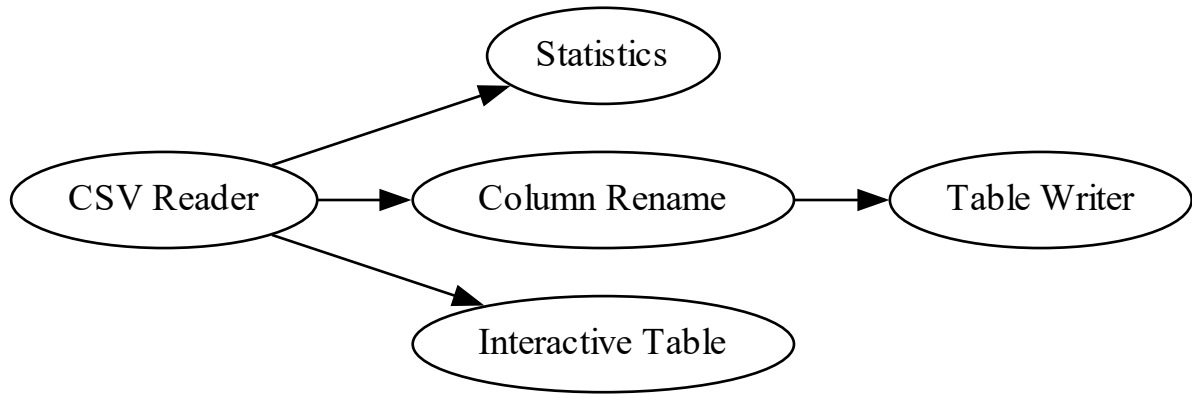 Statistics
CSV Reader
Column Rename
Table Writer
Interactive Table